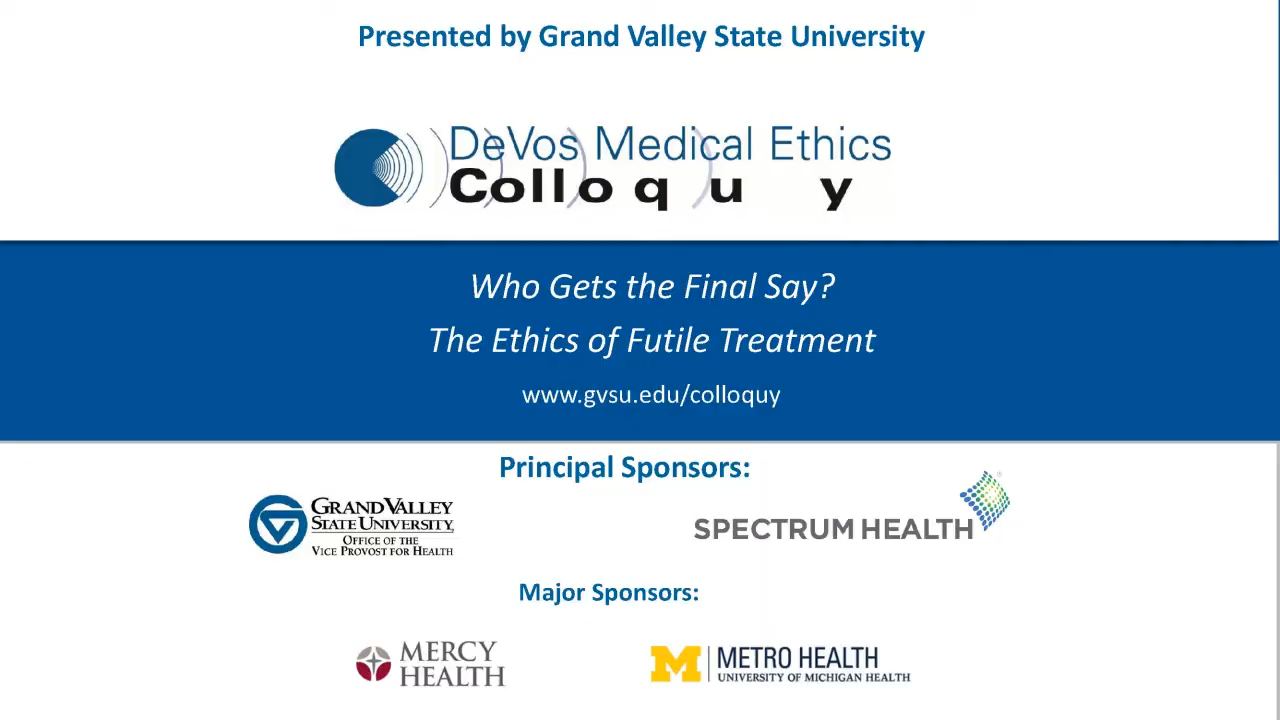 Presented by Grand Valley State University
DeVos Medical Ethics
Colloquy
Who Gets the Final Say?
The Ethics of Futile Treatment
www.gvsu.edu/colloquy
Principal Sponsors:
GRAND VALLEY
STATE UNIVERSITY
OFFICE OF THE
VICE PROVOST FOR HEALTH
SPECTRUM HEALTH
Major Sponsors:
MERCY
HEALTH
M METRO HEALTH
UNIVERSITY OF MICHIGAN HEALTH